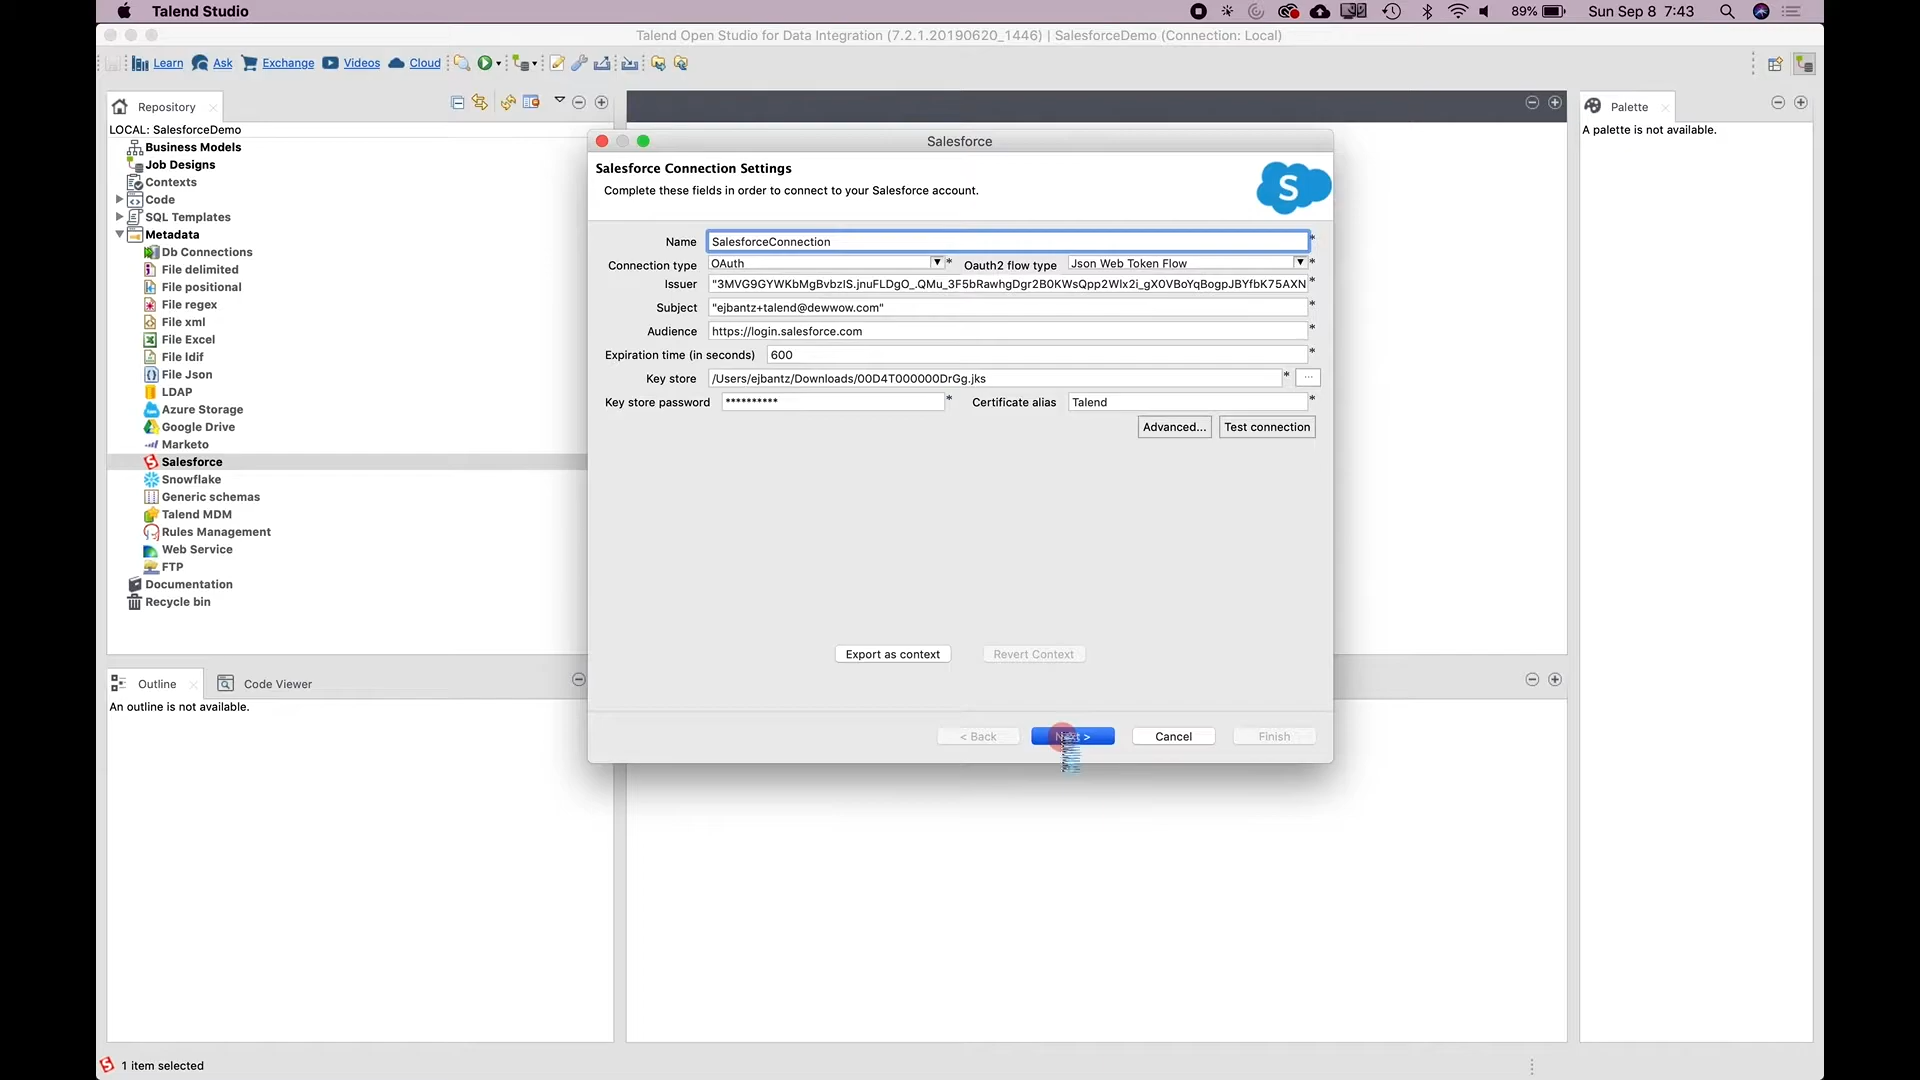 Talend Studio
89%
Sun Sep 8 7:43
Talend Open Studio for Data Integration (7.2.1.20190620_1446) | SalesforceDemo (Connection: Local)
Learn
Ask
Exchange
Videos
Cloud
Repository
LOCAL: SalesforceDemo
Business Models
Job Designs
Contexts
Code
SQL Templates
Metadata
Db Connections
File delimited
File positional
File regex
File xml
File Excel
File ldif
File Json
LDAP
Azure Storage
Google Drive
Marketo
Salesforce
Snowflake
Generic schemas
Talend MDM
Rules Management
Web Service
FTP
Documentation
Recycle bin
Outline
Code Viewer
An outline is not available.
Salesforce
Salesforce Connection Settings
Complete these fields in order to connect to your Salesforce account.
S
Name SalesforceConnection *
Connection type OAuth * Oauth2 flow type Json Web Token Flow *
Issuer "3MVG9GYWKbMgBvbzIS.jnuFLDgO_.QMu_3F5bRawhgDgr2B0KWsQpp2Wlx2i_gX0VBoYqBogpJBYfbK75AXN *
Subject "ejbantz+talend@dewwow.com" *
Audience https://login.salesforce.com *
Expiration time (in seconds) 600 *
Key store /Users/ejbantz/Downloads/00D4T000000DrGg.jks * ...
Key store password ********** * Certificate alias Talend *
Advanced... Test connection
Export as context Revert Context
< Back Next > Cancel Finish
Palette
A palette is not available.
1 item selected